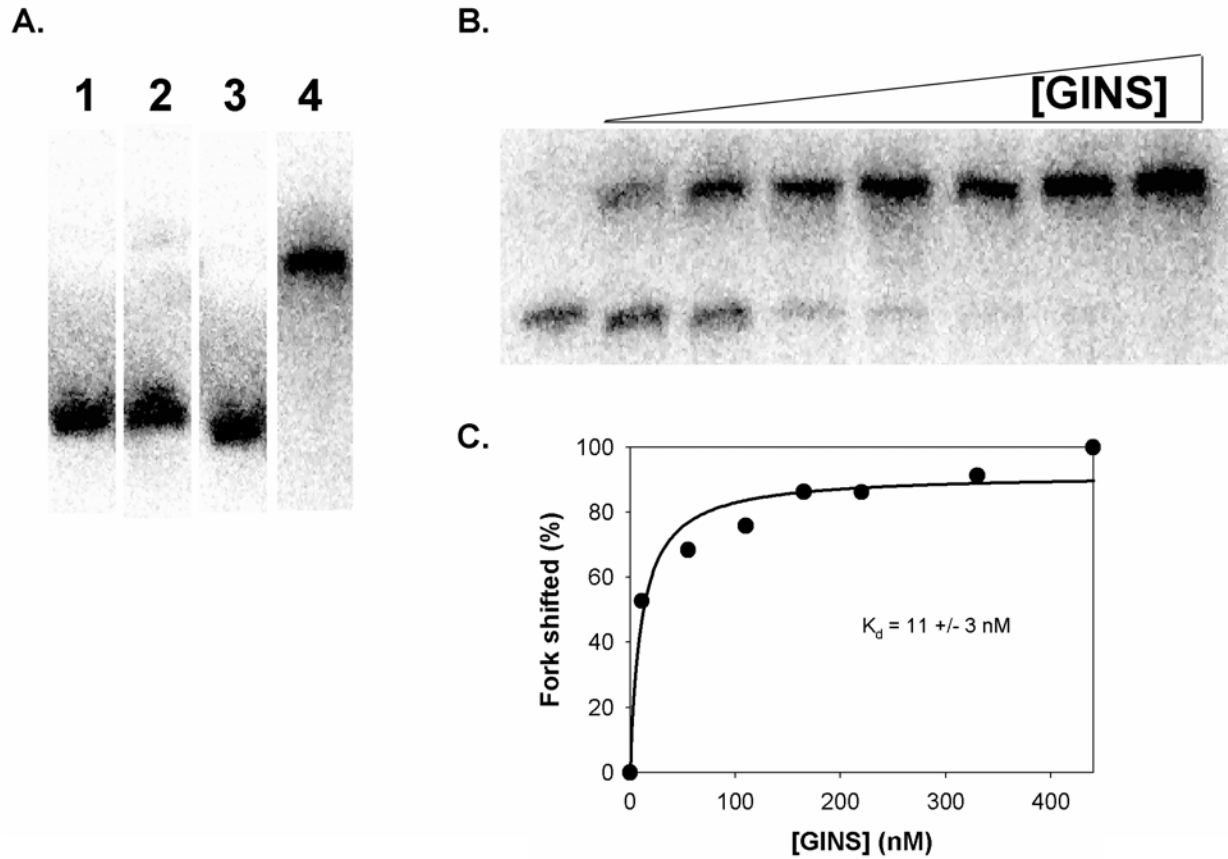 A.
1 2 3 4
B.
[GINS]
C.
Fork shifted (%)
100
80
60
40
20
0
K_d = 11 +/- 3 nM
0 100 200 300 400
[GINS] (nM)